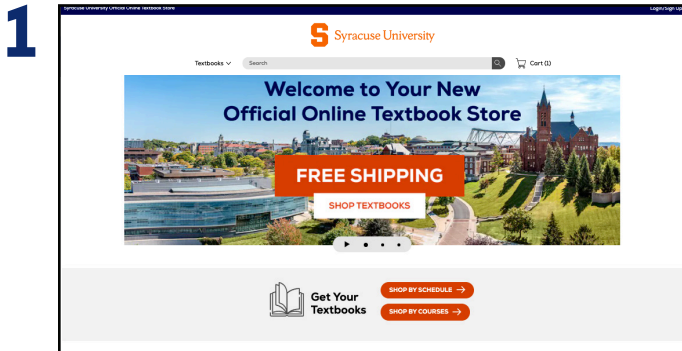 1
Syracuse University Official Online Textbook Store
Login/Sign Up
S Syracuse University
Textbooks
Search
Cart (1)
Welcome to Your New
Official Online Textbook Store
FREE SHIPPING
SHOP TEXTBOOKS
Get Your
Textbooks
SHOP BY SCHEDULE →
SHOP BY COURSES →